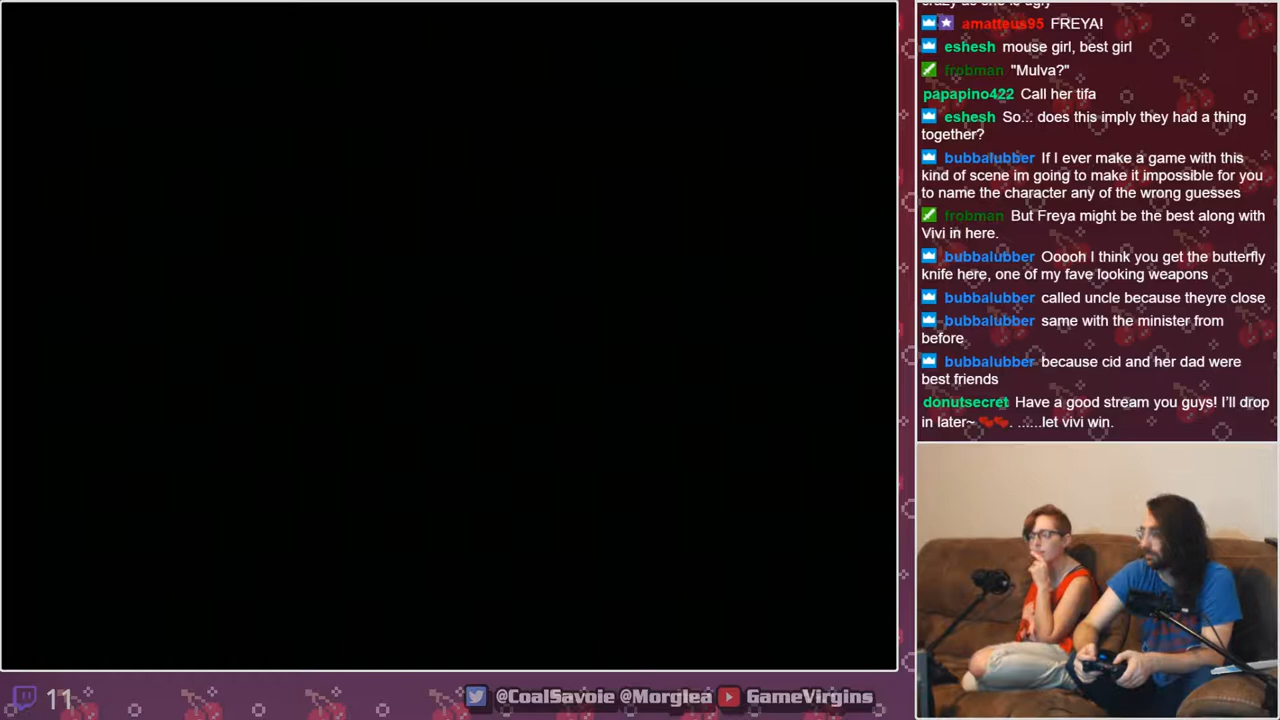 crazy as she is ugly
amatteus95 FREYA!
eshesh mouse girl, best girl
frobman "Mulva?"
papapino422 Call her tifa
eshesh So... does this imply they had a thing
together?
bubbalubber If I ever make a game with this
kind of scene im going to make it impossible for you
to name the character any of the wrong guesses
frobman But Freya might be the best along with
Vivi in here.
bubbalubber Ooooh I think you get the butterfly
knife here, one of my fave looking weapons
bubbalubber called uncle because theyre close
bubbalubber same with the minister from
before
bubbalubber because cid and her dad were
best friends
donutsecret Have a good stream you guys! I'll drop
in later~ . ......let vivi win.
11
@CoalSavoie @Morglea GameVirgins